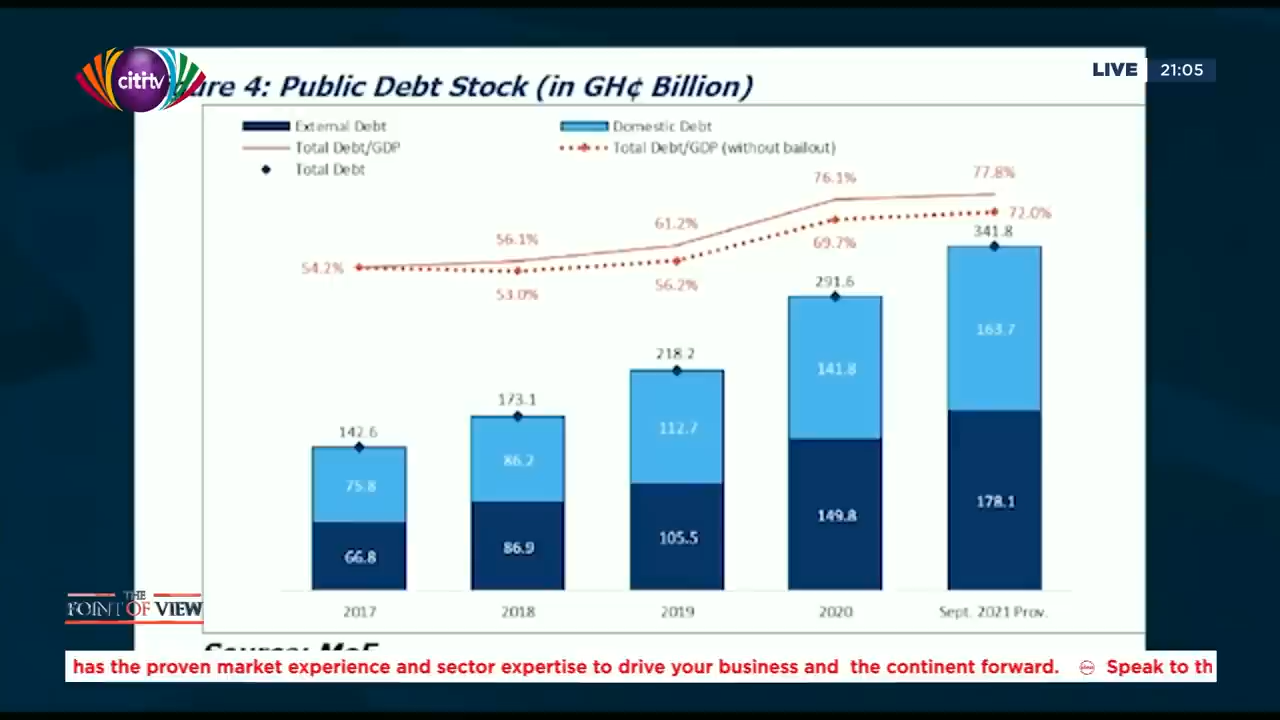 citi tv
ure 4: Public Debt Stock (in GH¢ Billion)
LIVE 21:05
External Debt
Domestic Debt
Total Debt/GDP
Total Debt/GDP (without bailout)
Total Debt
54.2%
56.1%
61.2%
76.1%
77.8%
53.0%
56.2%
69.7%
72.0%
142.6
173.1
218.2
291.6
341.8
75.8
86.2
112.7
141.8
163.7
66.8
86.9
105.5
149.8
178.1
2017
2018
2019
2020
Sept. 2021 Prov.
THE
POINT OF VIEW
Source: MoF
has the proven market experience and sector expertise to drive your business and the continent forward. Speak to th